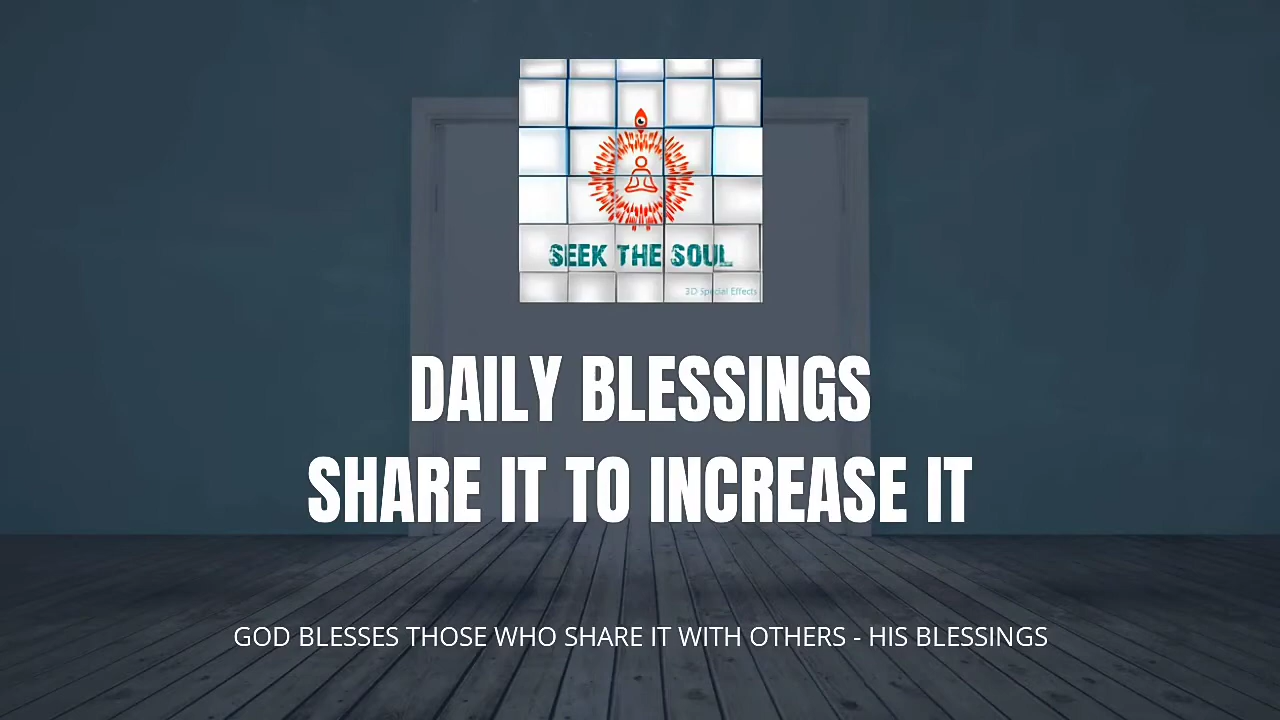 SEEK THE SOUL
3D Special Effects
DAILY BLESSINGS
SHARE IT TO INCREASE IT
GOD BLESSES THOSE WHO SHARE IT WITH OTHERS - HIS BLESSINGS